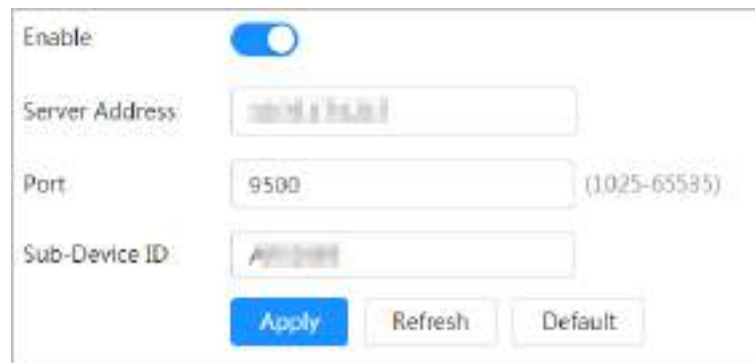 Enable
Server Address
Port 9500 (1025-65535)
Sub-Device ID
Apply Refresh Default